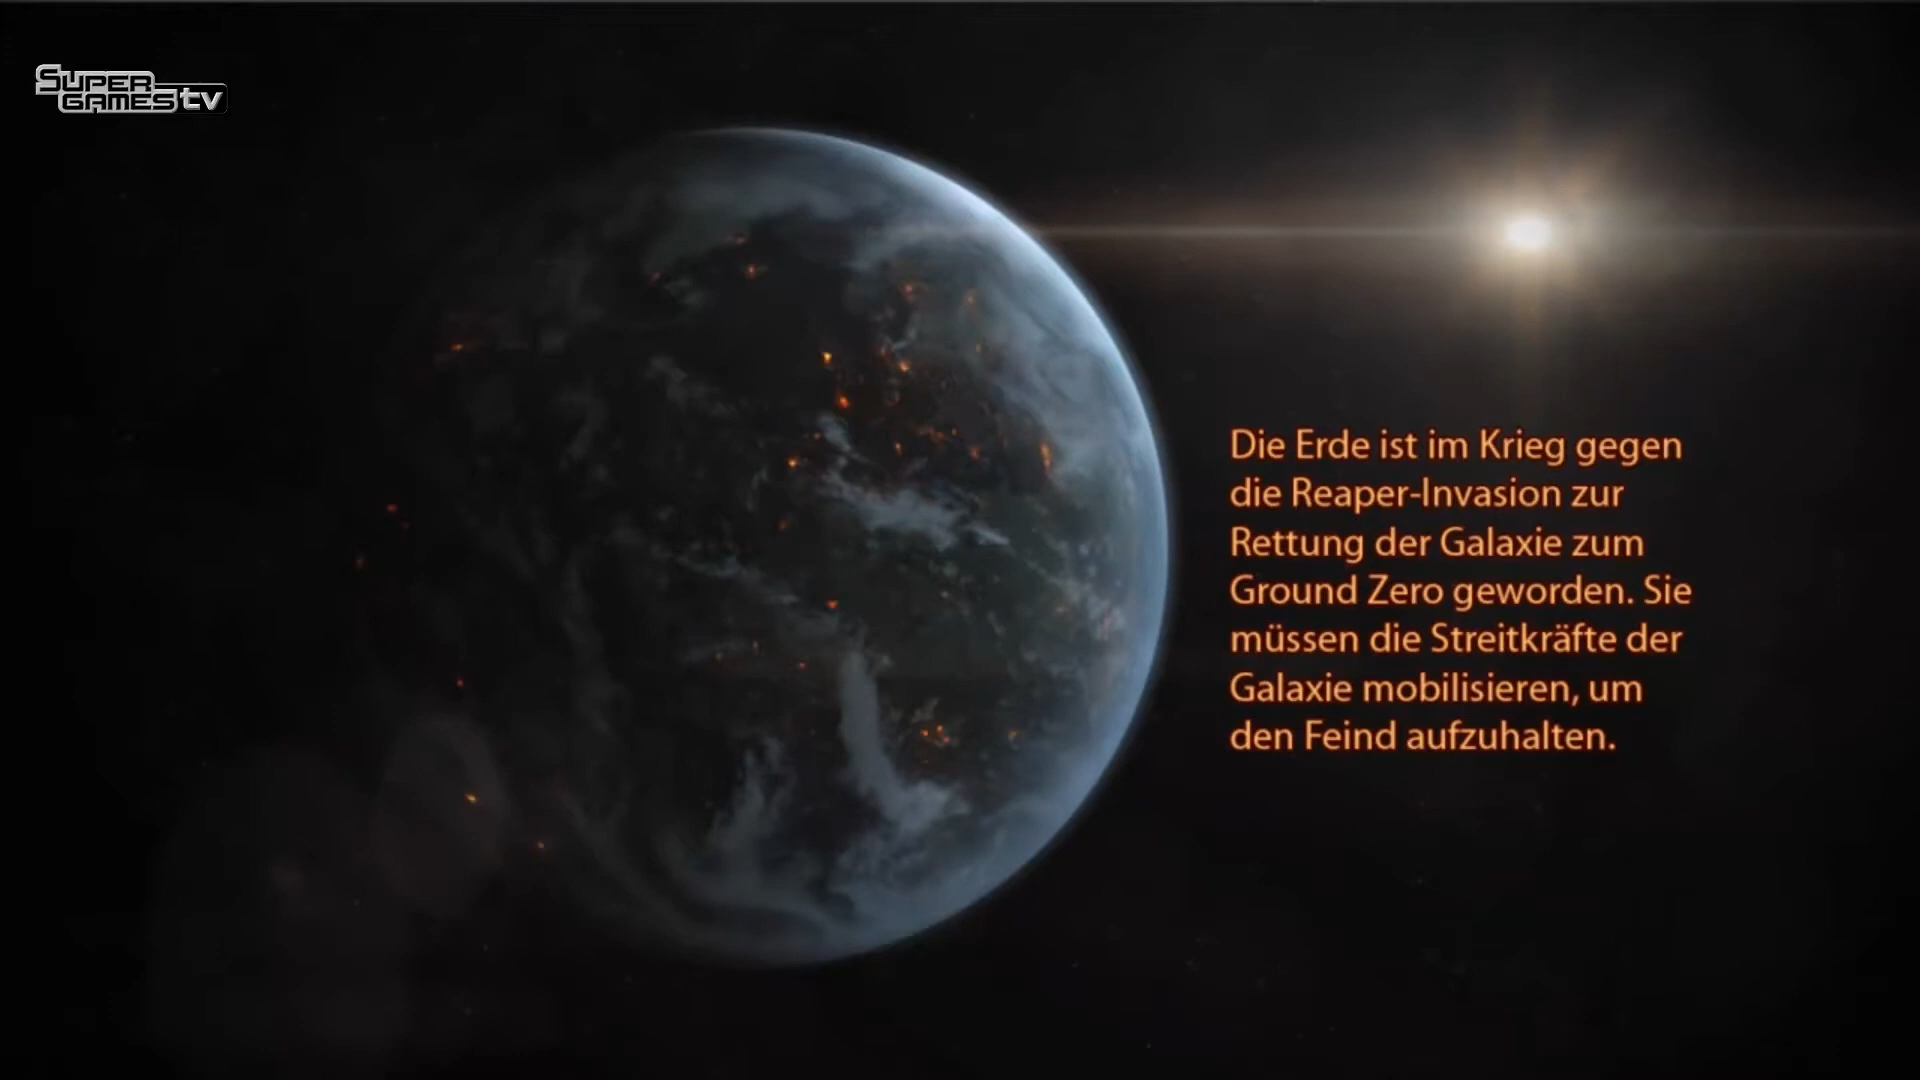 SUPER
GAMES tv
Die Erde ist im Krieg gegen
die Reaper-Invasion zur
Rettung der Galaxie zum
Ground Zero geworden. Sie
müssen die Streitkräfte der
Galaxie mobilisieren, um
den Feind aufzuhalten.